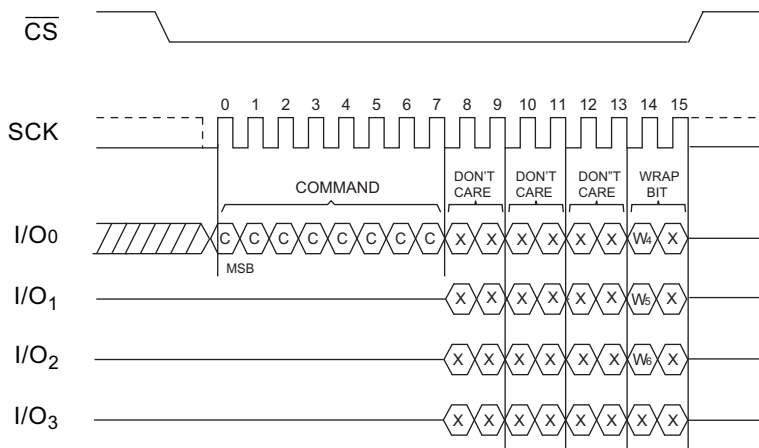 CS
0 1 2 3 4 5 6 7 8 9 10 11 12 13 14 15
SCK
COMMAND
DON'T CARE
DON'T CARE
DON"T CARE
WRAP BIT
I/O0 C C C C C C C C X X X X X X W4 X
MSB
I/O1 X X X X X X W5 X
I/O2 X X X X X X W6 X
I/O3 X X X X X X X X